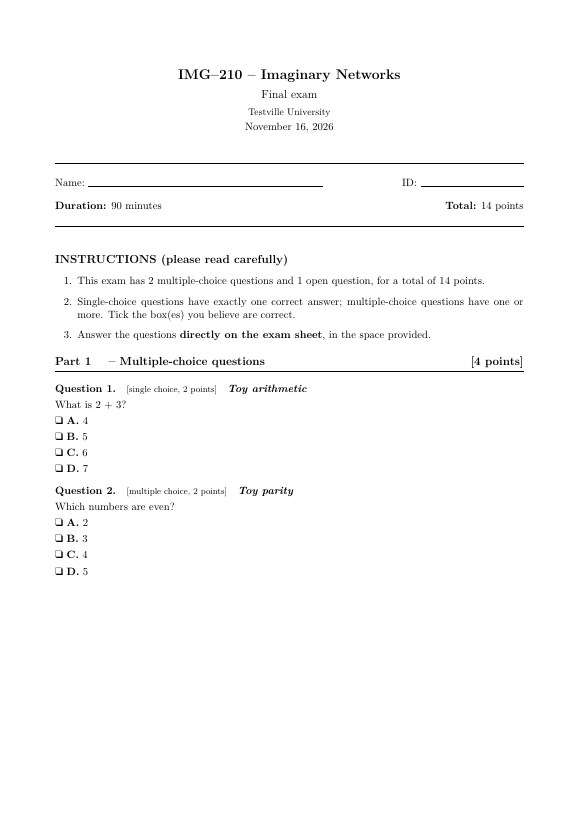 IMG–210 – Imaginary Networks
Final exam
Testville University
November 16, 2026
Name: ID:
Duration: 90 minutes Total: 14 points
INSTRUCTIONS (please read carefully)
1. This exam has 2 multiple-choice questions and 1 open question, for a total of 14 points.
2. Single-choice questions have exactly one correct answer; multiple-choice questions have one or
more. Tick the box(es) you believe are correct.
3. Answer the questions directly on the exam sheet, in the space provided.
Part 1 – Multiple-choice questions [4 points]
Question 1. [single choice, 2 points] Toy arithmetic
What is 2 + 3?
❑ A. 4
❑ B. 5
❑ C. 6
❑ D. 7
Question 2. [multiple choice, 2 points] Toy parity
Which numbers are even?
❑ A. 2
❑ B. 3
❑ C. 4
❑ D. 5